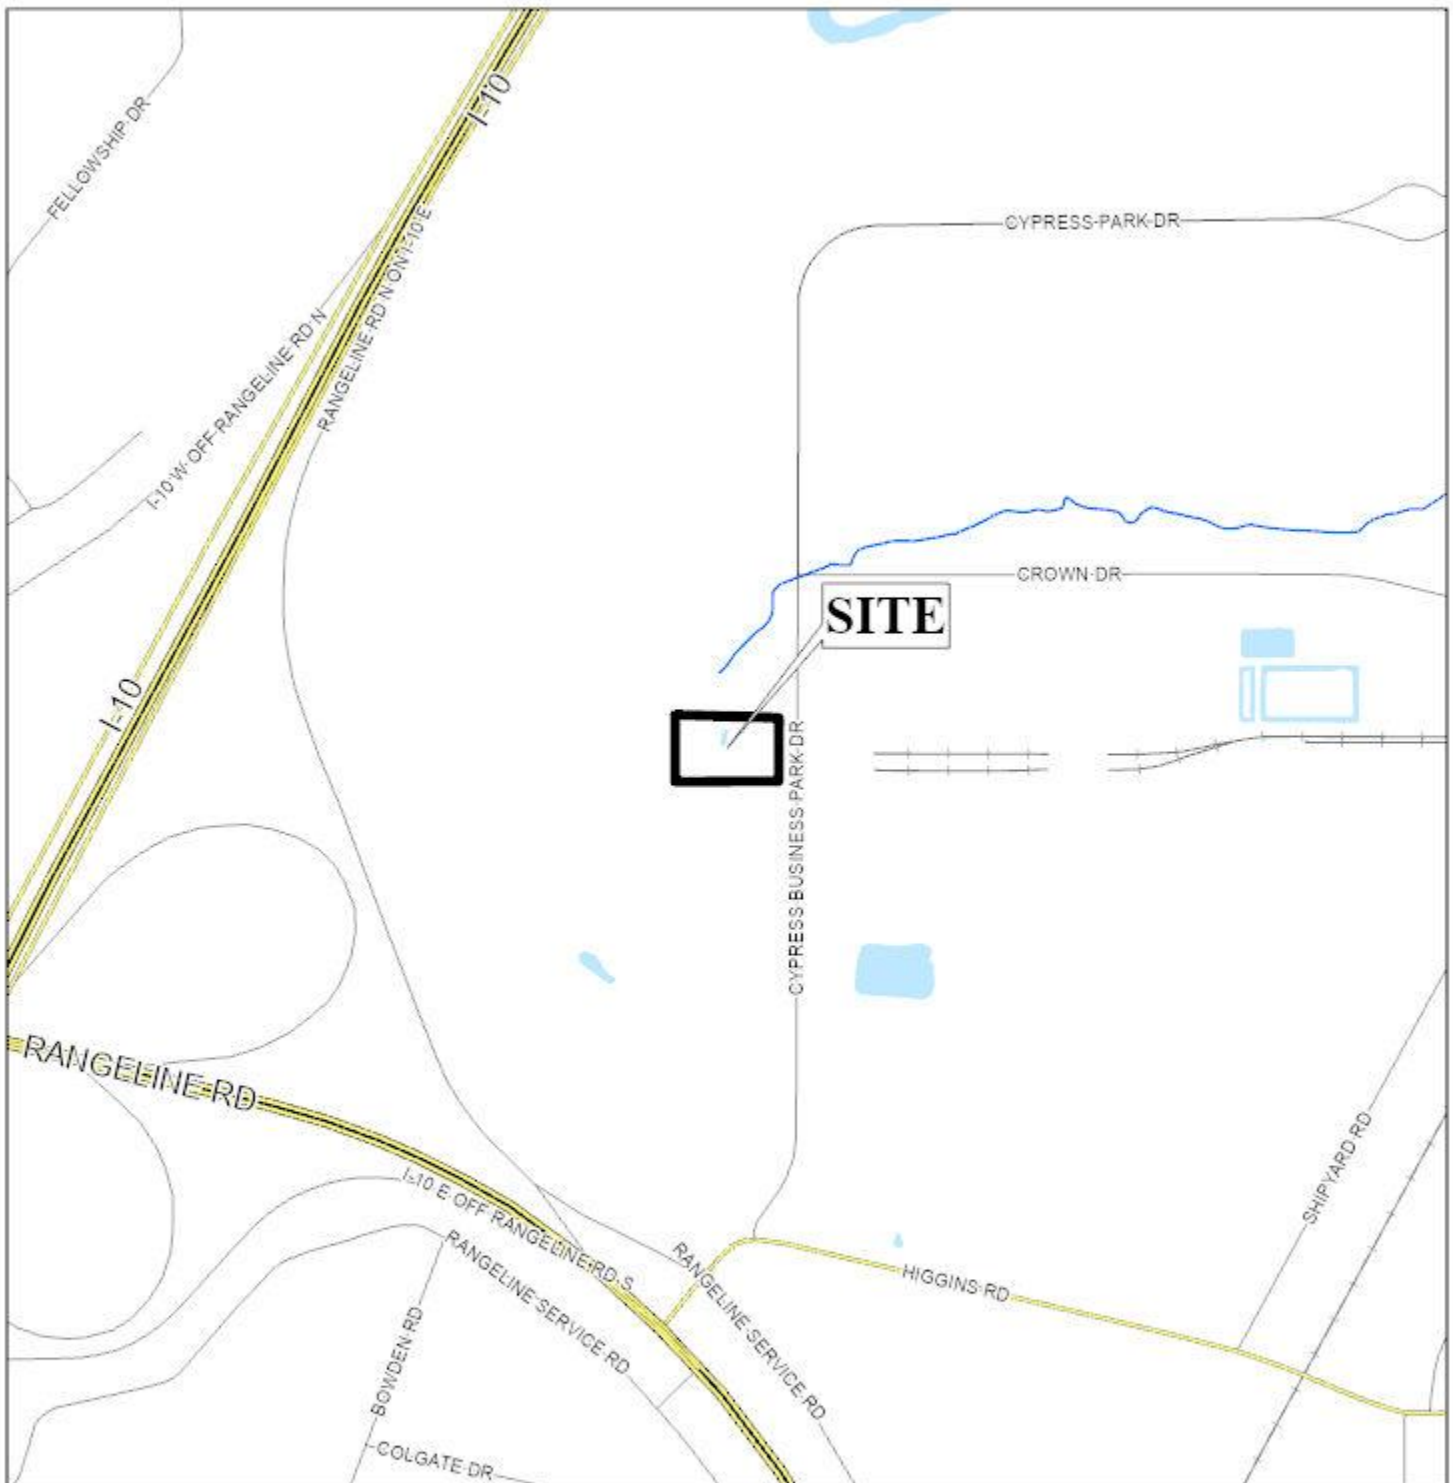 I-10
FELLOWSHIP DR
CYPRESS PARK DR
RANGELINE RD N ON I-10 E
I-10 W OFF RANGELINE RD N
CROWN DR
SITE
I-10
CYPRESS BUSINESS PARK DR
RANGELINE RD
SHIPYARD RD
I-10 E OFF RANGELINE RD S
RANGELINE SERVICE RD
RANGELINE SERVICE RD
HIGGINS RD
BOWDEN RD
COLGATE DR